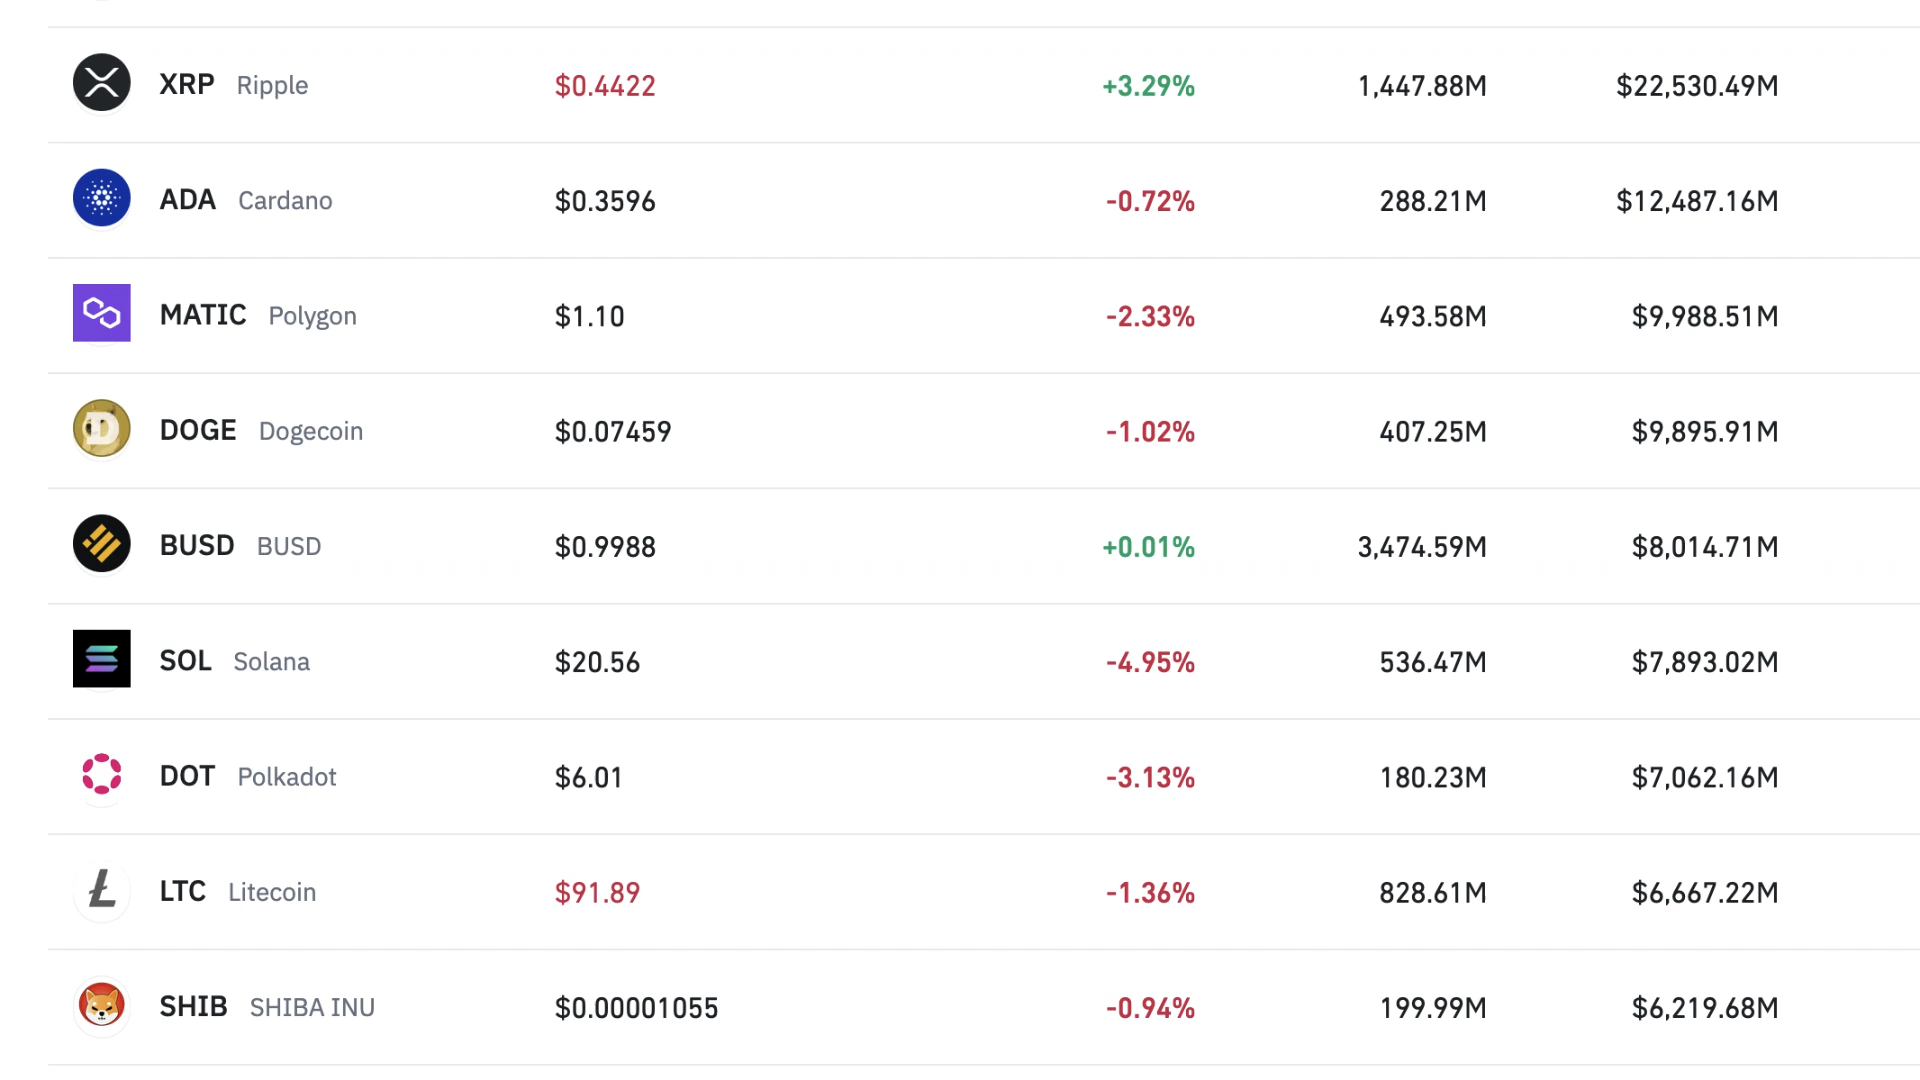 XRP Ripple $0.4422 +3.29% 1,447.88M $22,530.49M
ADA Cardano $0.3596 -0.72% 288.21M $12,487.16M
MATIC Polygon $1.10 -2.33% 493.58M $9,988.51M
DOGE Dogecoin $0.07459 -1.02% 407.25M $9,895.91M
BUSD BUSD $0.9988 +0.01% 3,474.59M $8,014.71M
SOL Solana $20.56 -4.95% 536.47M $7,893.02M
DOT Polkadot $6.01 -3.13% 180.23M $7,062.16M
LTC Litecoin $91.89 -1.36% 828.61M $6,667.22M
SHIB SHIBA INU $0.00001055 -0.94% 199.99M $6,219.68M